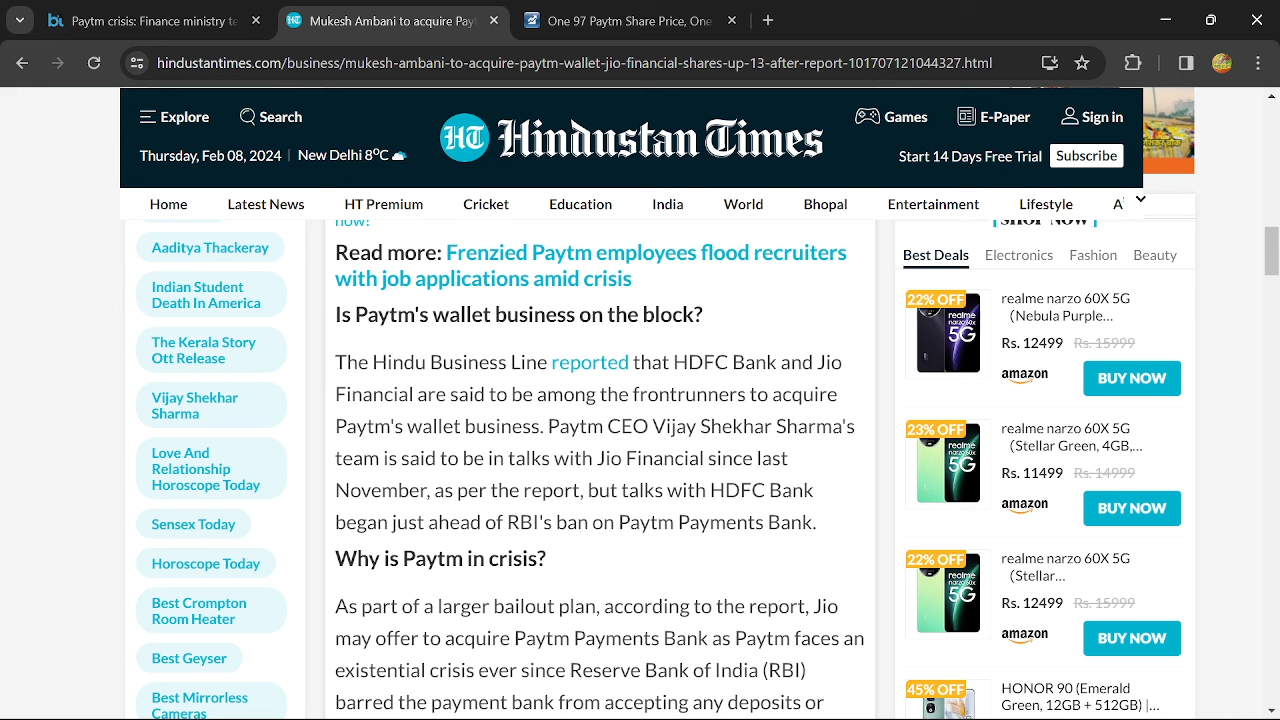 Paytm crisis: Finance ministry te
Mukesh Ambani to acquire Pay
One 97 Paytm Share Price, One
hindustantimes.com/business/mukesh-ambani-to-acquire-paytm-wallet-jio-financial-shares-up-13-after-report-101707121044327.html
Explore
Search
HT Hindustan Times
Games
E-Paper
Sign in
Thursday, Feb 08, 2024 | New Delhi 8⁰C
Start 14 Days Free Trial
Subscribe
Home
Latest News
HT Premium
Cricket
Education
India
World
Bhopal
Entertainment
Lifestyle
Aaditya Thackeray
Indian Student
Death In America
The Kerala Story
Ott Release
Vijay Shekhar
Sharma
Love And
Relationship
Horoscope Today
Sensex Today
Horoscope Today
Best Crompton
Room Heater
Best Geyser
Best Mirrorless
Cameras
now!
Read more: Frenzied Paytm employees flood recruiters
with job applications amid crisis
Is Paytm's wallet business on the block?
The Hindu Business Line reported that HDFC Bank and Jio
Financial are said to be among the frontrunners to acquire
Paytm's wallet business. Paytm CEO Vijay Shekhar Sharma's
team is said to be in talks with Jio Financial since last
November, as per the report, but talks with HDFC Bank
began just ahead of RBI's ban on Paytm Payments Bank.
Why is Paytm in crisis?
As part of a larger bailout plan, according to the report, Jio
may offer to acquire Paytm Payments Bank as Paytm faces an
existential crisis ever since Reserve Bank of India (RBI)
barred the payment bank from accepting any deposits or
Shop Now
Best Deals
Electronics
Fashion
Beauty
22% OFF
realme narzo 60X 5G
（Nebula Purple...
Rs. 12499 Rs. 15999
amazon
BUY NOW
23% OFF
realme narzo 60X 5G
（Stellar Green, 4GB,...
Rs. 11499 Rs. 14999
amazon
BUY NOW
22% OFF
realme narzo 60X 5G
（Stellar...
Rs. 12499 Rs. 15999
amazon
BUY NOW
45% OFF
HONOR 90 (Emerald
Green, 12GB + 512GB) |...